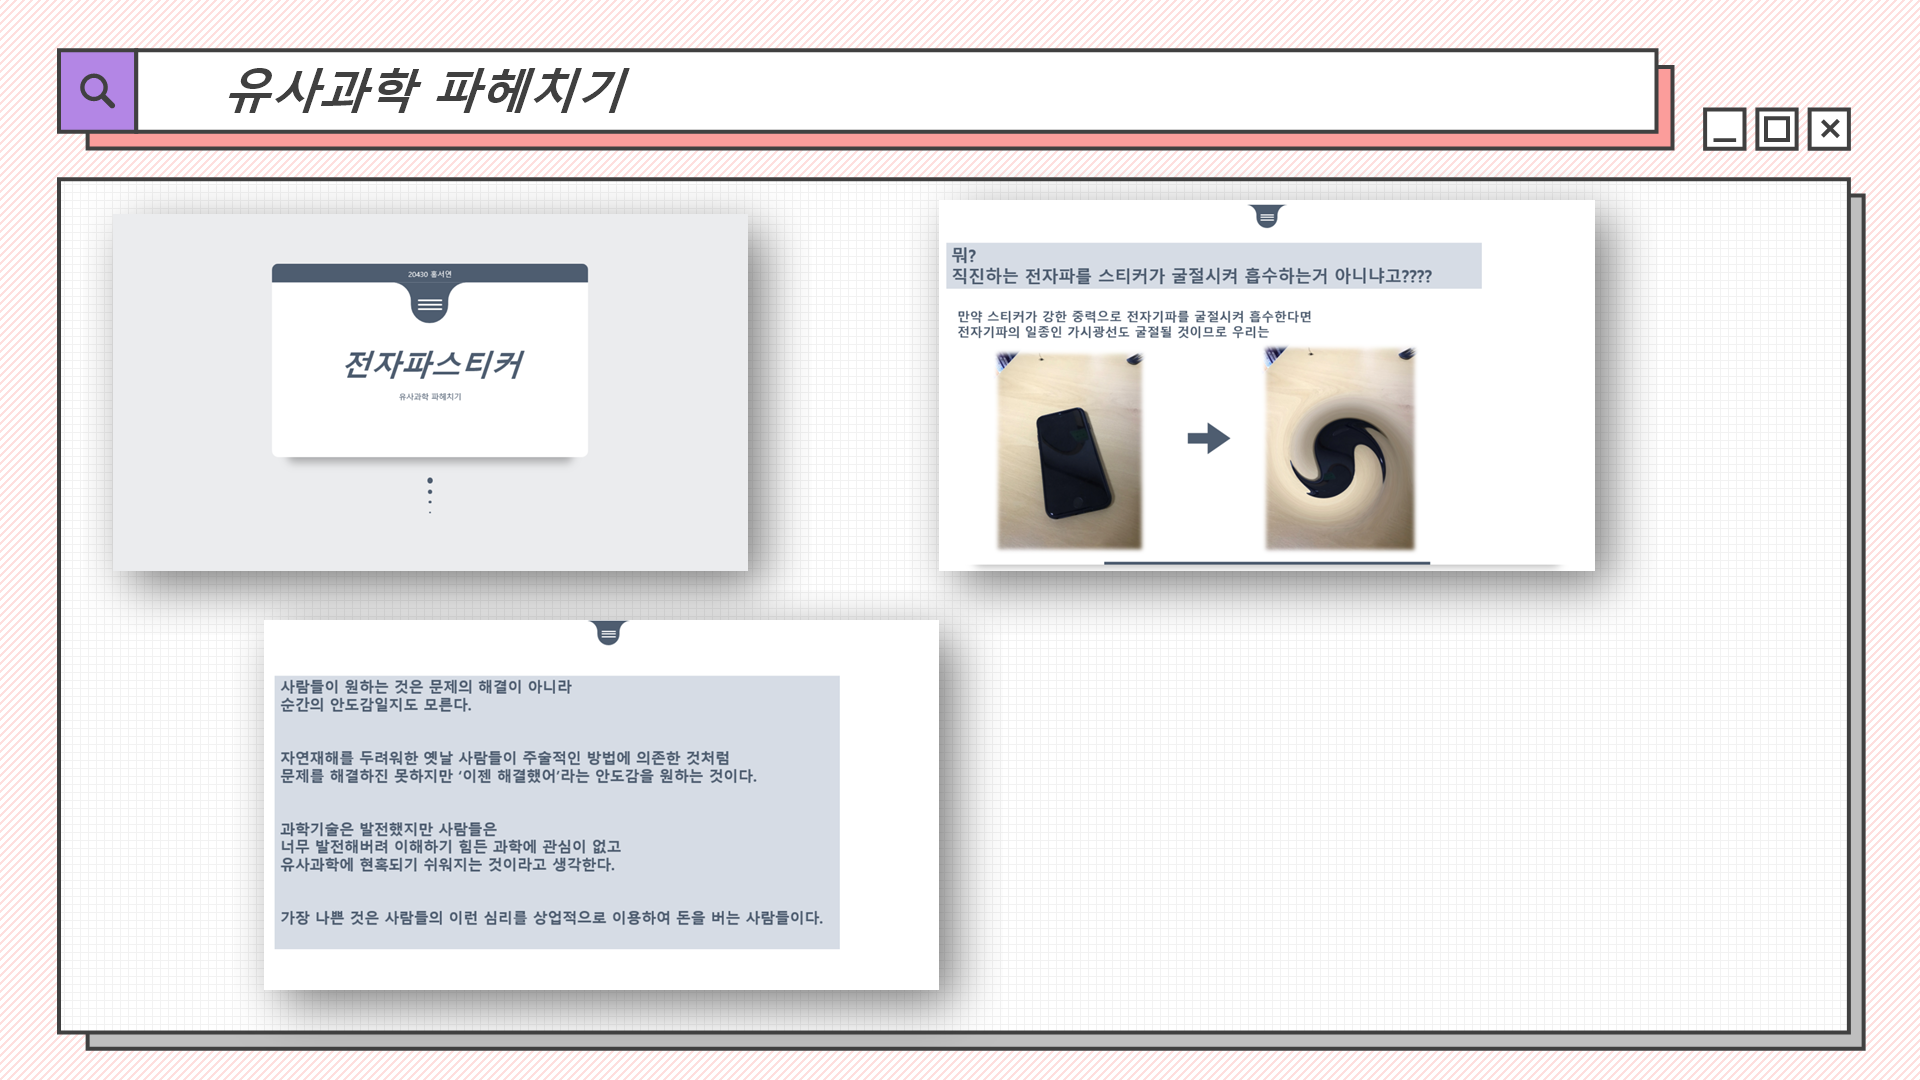 유사과학 파헤치기
20430 홍서연
전자파스티커
유사과학 파헤치기
뭐?
직진하는 전자파를 스티커가 굴절시켜 흡수하는거 아니냐고????
만약 스티커가 강한 중력으로 전자기파를 굴절시켜 흡수한다면
전자기파의 일종인 가시광선도 굴절될 것이므로 우리는
사람들이 원하는 것은 문제의 해결이 아니라
순간의 안도감일지도 모른다.
자연재해를 두려워한 옛날 사람들이 주술적인 방법에 의존한 것처럼
문제를 해결하진 못하지만 ‘이젠 해결했어’라는 안도감을 원하는 것이다.
과학기술은 발전했지만 사람들은
너무 발전해버려 이해하기 힘든 과학에 관심이 없고
유사과학에 현혹되기 쉬워지는 것이라고 생각한다.
가장 나쁜 것은 사람들의 이런 심리를 상업적으로 이용하여 돈을 버는 사람들이다.